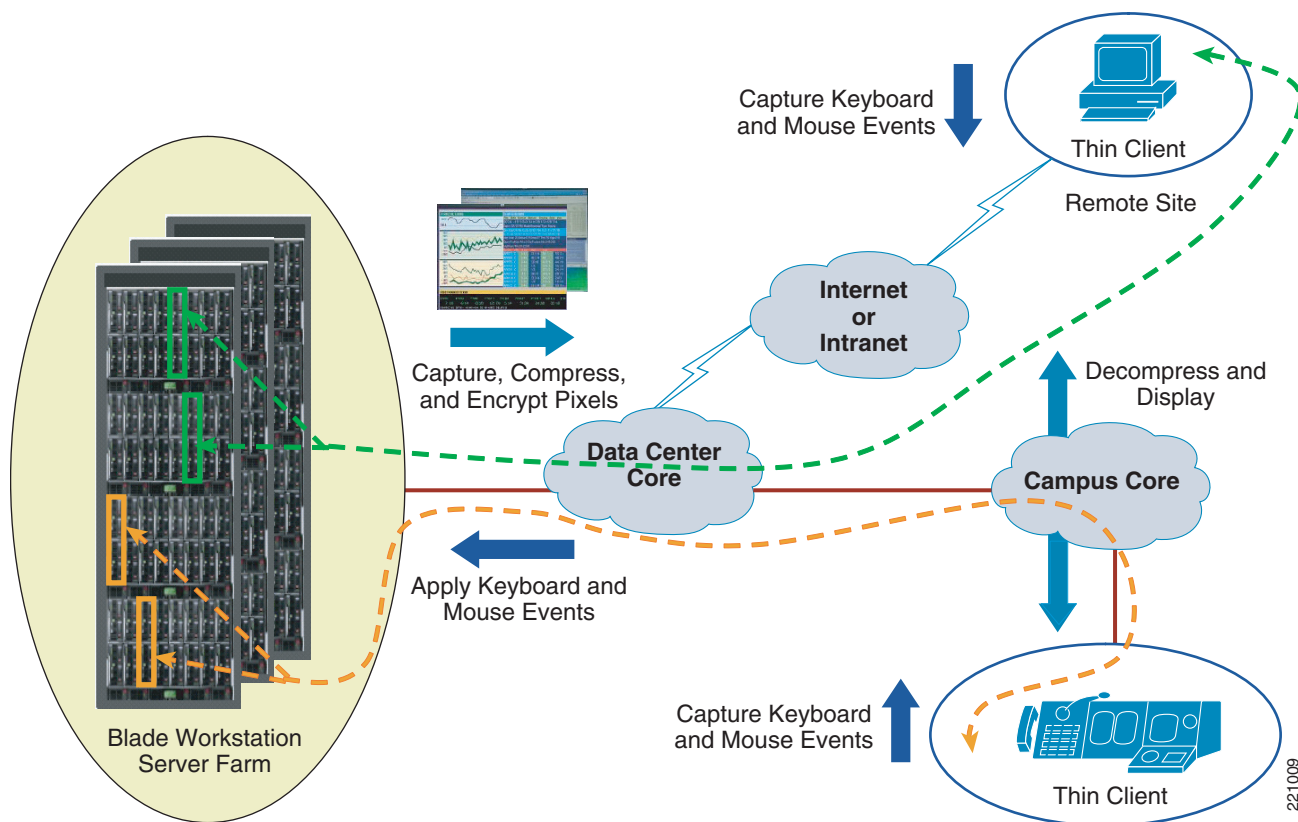 Capture Keyboard
and Mouse Events
Thin Client
Remote Site
Internet
or
Intranet
Capture, Compress,
and Encrypt Pixels
Decompress and
Display
Data Center
Core
Campus Core
Apply Keyboard and
Mouse Events
Capture Keyboard
and Mouse Events
Blade Workstation
Server Farm
Thin Client
221009